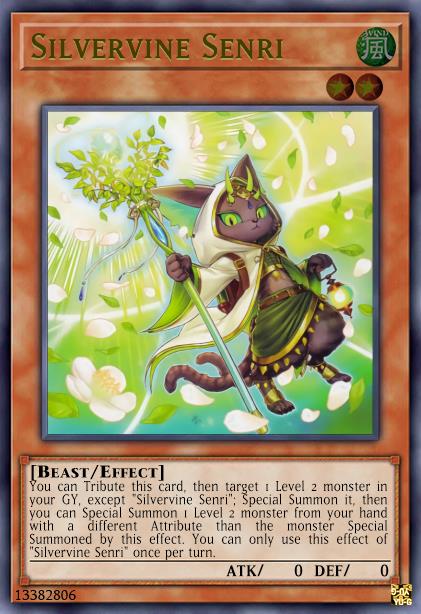 Silvervine Senri
WIND
風
[Beast/Effect]
You can Tribute this card, then target 1 Level 2 monster in
your GY, except "Silvervine Senri"; Special Summon it, then
you can Special Summon 1 Level 2 monster from your hand
with a different Attribute than the monster Special
Summoned by this effect. You can only use this effect of
"Silvervine Senri" once per turn.
ATK/ 0 DEF/ 0
13382806